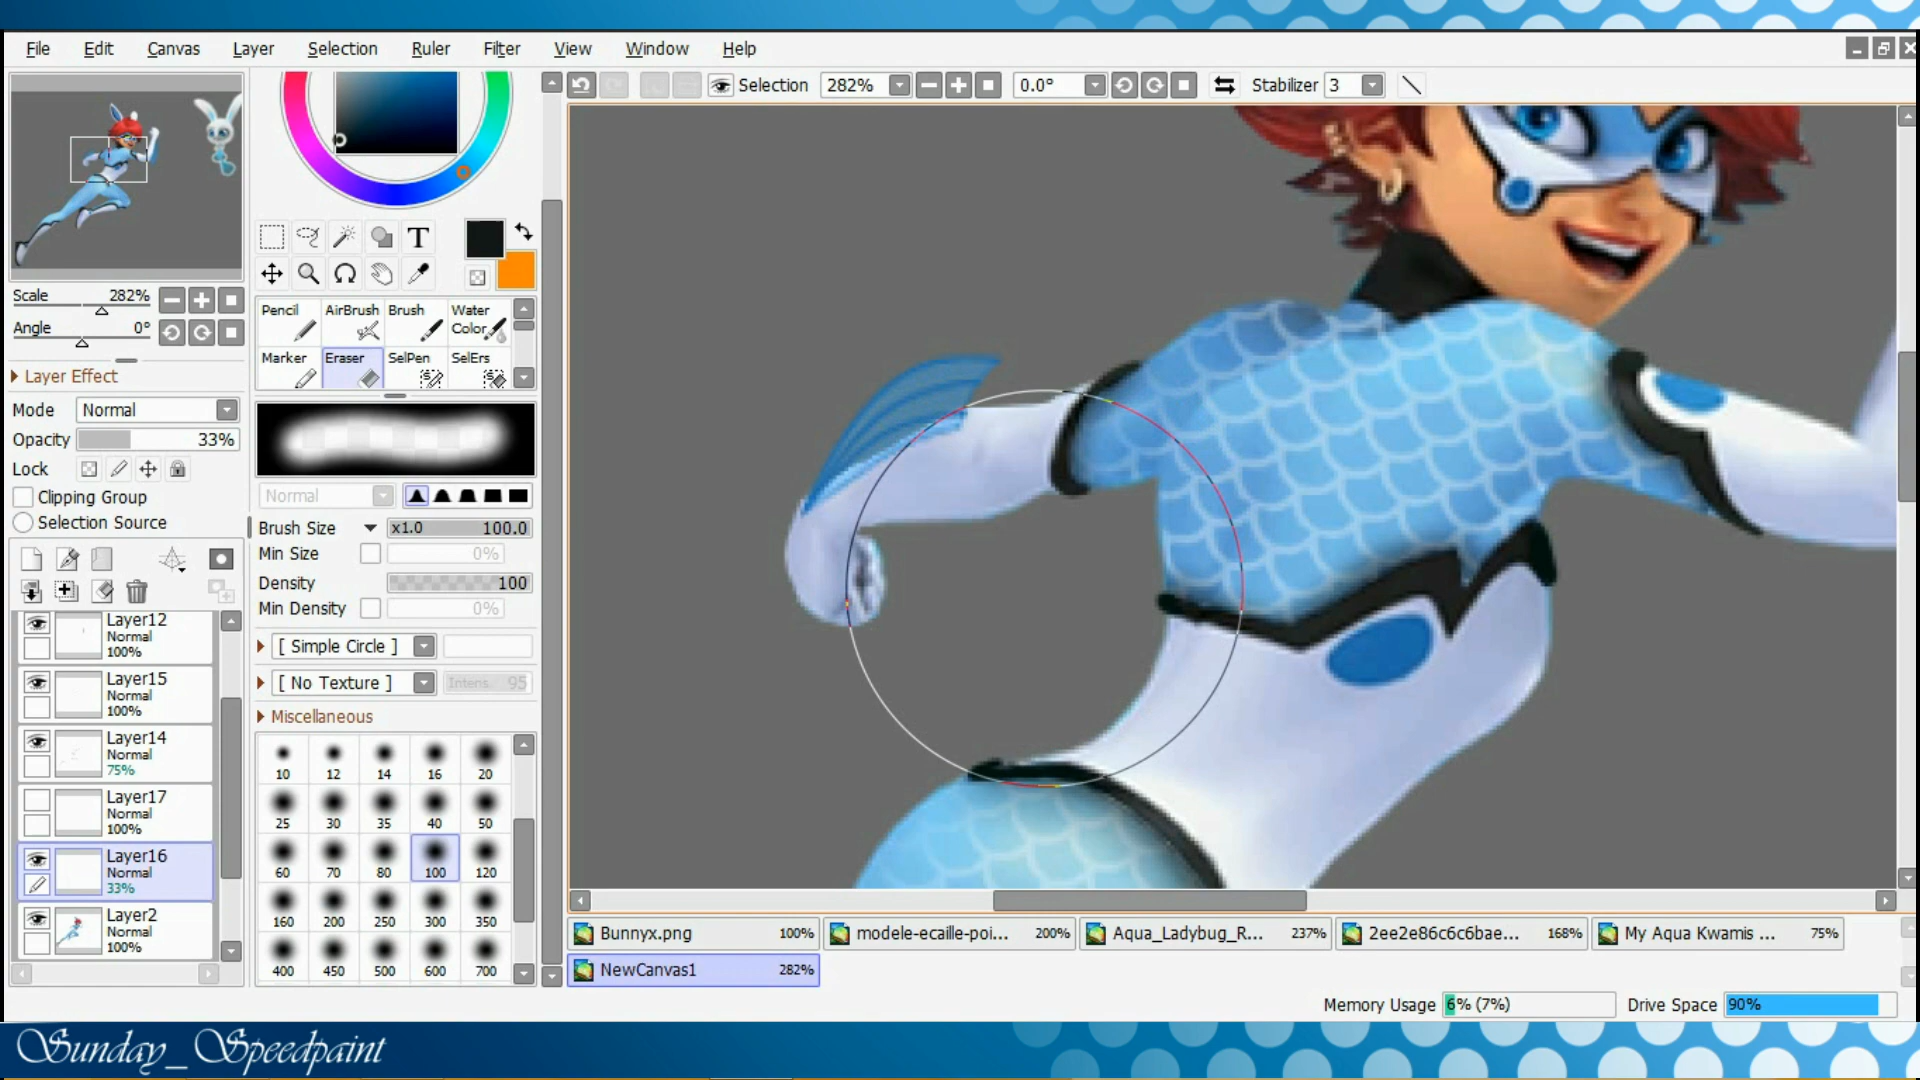 File Edit Canvas Layer Selection Ruler Filter View Window Help
Selection 282% 0.0° Stabilizer 3
Scale 282%
Angle 0°
Layer Effect
Mode Normal
Opacity 33%
Lock
Clipping Group
Selection Source
Layer12
Normal
100%
Layer15
Normal
100%
Layer14
Normal
75%
Layer17
Normal
100%
Layer16
Normal
33%
Layer2
Normal
100%
T
Pencil AirBrush Brush Water Color
Marker Eraser SelPen SelErs
Normal
Brush Size x1.0 100.0
Min Size 0%
Density 100
Min Density 0%
[ Simple Circle ]
[ No Texture ] Intens. 95
Miscellaneous
10 12 14 16 20
25 30 35 40 50
60 70 80 100 120
160 200 250 300 350
400 450 500 600 700
Bunnyx.png 100% modele-ecaille-poi... 200% Aqua_Ladybug_R... 237% 2ee2e86c6c6bae... 168% My Aqua Kwamis ... 75%
NewCanvas1 282%
Memory Usage 6% (7%) Drive Space 90%
Sunday_Speedpaint